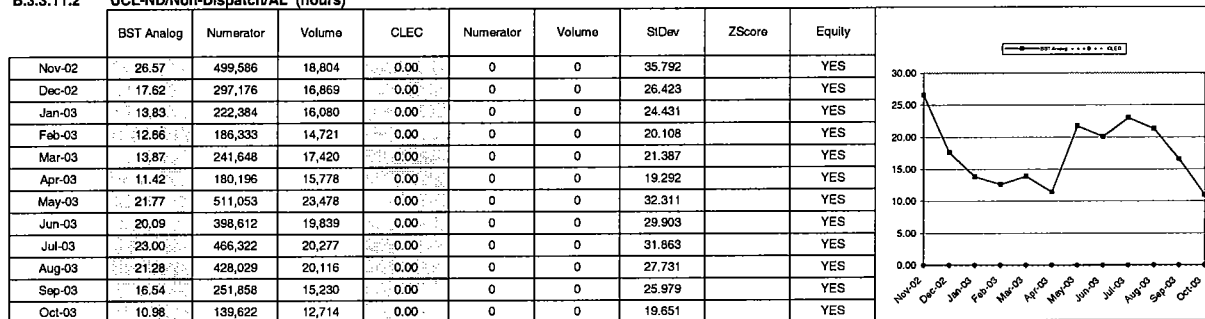 B.3.3.11.2 UCL-ND/Non-Dispatch/AL (hours)
BST Analog Numerator Volume CLEC Numerator Volume StDev ZScore Equity
Nov-02 26.57 499,586 18,804 0.00 0 0 35.792 YES
Dec-02 17.62 297,176 16,869 0.00 0 0 26.423 YES
Jan-03 13.83 222,384 16,080 0.00 0 0 24.431 YES
Feb-03 12.66 186,333 14,721 0.00 0 0 20.108 YES
Mar-03 13.87 241,648 17,420 0.00 0 0 21.387 YES
Apr-03 11.42 180,196 15,778 0.00 0 0 19.292 YES
May-03 21.77 511,053 23,478 0.00 0 0 32.311 YES
Jun-03 20.09 398,612 19,839 0.00 0 0 29.903 YES
Jul-03 23.00 466,322 20,277 0.00 0 0 31.863 YES
Aug-03 21.28 428,029 20,116 0.00 0 0 27.731 YES
Sep-03 16.54 251,858 15,230 0.00 0 0 25.979 YES
Oct-03 10.98 139,622 12,714 0.00 0 0 19.651 YES
BST Analog CLEC
30.00
25.00
20.00
15.00
10.00
5.00
0.00
Nov-02 Dec-02 Jan-03 Feb-03 Mar-03 Apr-03 May-03 Jun-03 Jul-03 Aug-03 Sep-03 Oct-03